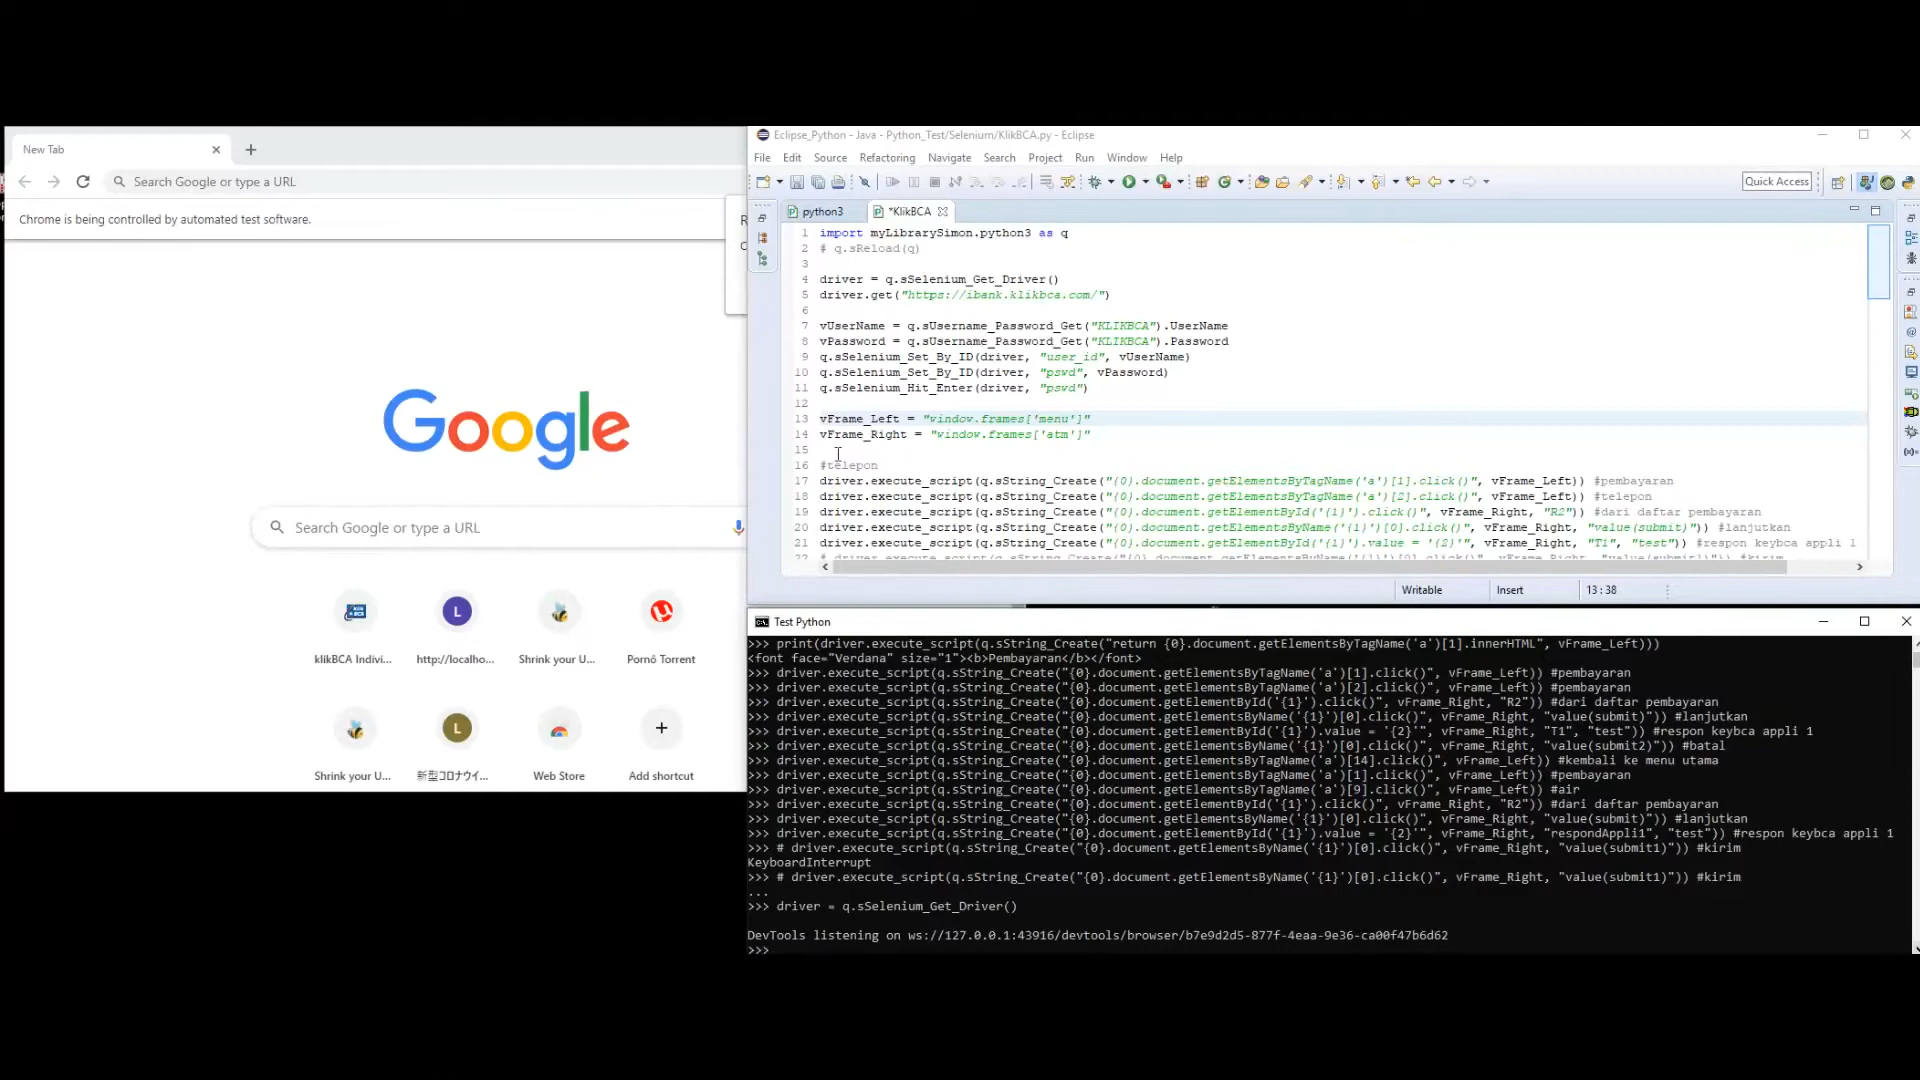 New Tab
Search Google or type a URL
Chrome is being controlled by automated test software.
Google
Search Google or type a URL
klikBCA Indivi...
http://localho...
Shrink your U...
Pornô Torrent
Shrink your U...
新型コロナウイ...
Web Store
Add shortcut
Eclipse_Python - Java - Python_Test/Selenium/KlikBCA.py - Eclipse
File Edit Source Refactoring Navigate Search Project Run Window Help
Quick Access
python3 *KlikBCA
1 import myLibrarySimon.python3 as q
2 # q.sReload(q)
3
4 driver = q.sSelenium_Get_Driver()
5 driver.get("https://ibank.klikbca.com/")
6
7 vUserName = q.sUsername_Password_Get("KLIKBCA").UserName
8 vPassword = q.sUsername_Password_Get("KLIKBCA").Password
9 q.sSelenium_Set_By_ID(driver, "user_id", vUserName)
10 q.sSelenium_Set_By_ID(driver, "pswd", vPassword)
11 q.sSelenium_Hit_Enter(driver, "pswd")
12
13 vFrame_Left = "window.frames['menu']"
14 vFrame_Right = "window.frames['atm']"
15
16 #telepon
17 driver.execute_script(q.sString_Create("{0}.document.getElementsByTagName('a')[1].click()", vFrame_Left)) #pembayaran
18 driver.execute_script(q.sString_Create("{0}.document.getElementsByTagName('a')[2].click()", vFrame_Left)) #telepon
19 driver.execute_script(q.sString_Create("{0}.document.getElementById('{1}').click()", vFrame_Right, "R2")) #dari daftar pembayaran
20 driver.execute_script(q.sString_Create("{0}.document.getElementsByName('{1}')[0].click()", vFrame_Right, "value(submit)")) #lanjutkan
21 driver.execute_script(q.sString_Create("{0}.document.getElementById('{1}').value = '{2}'", vFrame_Right, "T1", "test")) #respon keybca appli 1
22 # driver.execute_script(q.sString_Create("{0}.document.getElementsByName('{1}')[0].click()", vFrame_Right, "value(submit1)")) #kirim
Writable Insert 13 : 38
Test Python
>>> print(driver.execute_script(q.sString_Create("return {0}.document.getElementsByTagName('a')[1].innerHTML", vFrame_Left)))
<font face="Verdana" size="1"><b>Pembayaran</b></font>
>>> driver.execute_script(q.sString_Create("{0}.document.getElementsByTagName('a')[1].click()", vFrame_Left)) #pembayaran
>>> driver.execute_script(q.sString_Create("{0}.document.getElementsByTagName('a')[2].click()", vFrame_Left)) #pembayaran
>>> driver.execute_script(q.sString_Create("{0}.document.getElementById('{1}').click()", vFrame_Right, "R2")) #dari daftar pembayaran
>>> driver.execute_script(q.sString_Create("{0}.document.getElementsByName('{1}')[0].click()", vFrame_Right, "value(submit)")) #lanjutkan
>>> driver.execute_script(q.sString_Create("{0}.document.getElementById('{1}').value = '{2}'", vFrame_Right, "T1", "test")) #respon keybca appli 1
>>> driver.execute_script(q.sString_Create("{0}.document.getElementsByName('{1}')[0].click()", vFrame_Right, "value(submit2)")) #batal
>>> driver.execute_script(q.sString_Create("{0}.document.getElementsByTagName('a')[14].click()", vFrame_Left)) #kembali ke menu utama
>>> driver.execute_script(q.sString_Create("{0}.document.getElementsByTagName('a')[1].click()", vFrame_Left)) #pembayaran
>>> driver.execute_script(q.sString_Create("{0}.document.getElementsByTagName('a')[9].click()", vFrame_Left)) #air
>>> driver.execute_script(q.sString_Create("{0}.document.getElementById('{1}').click()", vFrame_Right, "R2")) #dari daftar pembayaran
>>> driver.execute_script(q.sString_Create("{0}.document.getElementsByName('{1}')[0].click()", vFrame_Right, "value(submit)")) #lanjutkan
>>> driver.execute_script(q.sString_Create("{0}.document.getElementById('{1}').value = '{2}'", vFrame_Right, "respondAppli1", "test")) #respon keybca appli 1
>>> # driver.execute_script(q.sString_Create("{0}.document.getElementsByName('{1}')[0].click()", vFrame_Right, "value(submit1)")) #kirim
KeyboardInterrupt
>>> # driver.execute_script(q.sString_Create("{0}.document.getElementsByName('{1}')[0].click()", vFrame_Right, "value(submit1)")) #kirim
...
>>> driver = q.sSelenium_Get_Driver()
DevTools listening on ws://127.0.0.1:43916/devtools/browser/b7e9d2d5-877f-4eaa-9e36-ca00f47b6d62
>>>